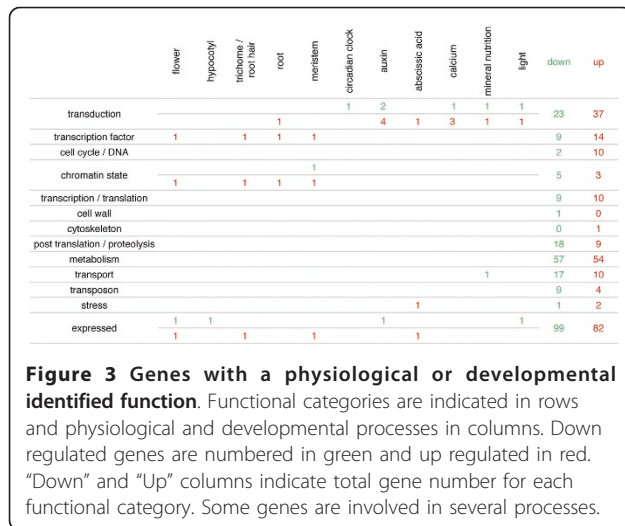 flower hypocotyl trichome / root hair root meristem circadian clock auxin abscissic acid calcium mineral nutrition light down up
1 2 1 1 1
transduction 23 37
1 4 1 3 1 1
transcription factor 1 1 1 1 9 14
cell cycle / DNA 2 10
1
chromatin state 5 3
1 1 1 1
transcription / translation 9 10
cell wall 1 0
cytoskeleton 0 1
post translation / proteolysis 18 9
metabolism 57 54
transport 1 17 10
transposon 9 4
stress 1 1 2
1 1 1 1
expressed 99 82
1 1 1 1
Figure 3 Genes with a physiological or developmental
identified function. Functional categories are indicated in rows
and physiological and developmental processes in columns. Down
regulated genes are numbered in green and up regulated in red.
“Down” and “Up” columns indicate total gene number for each
functional category. Some genes are involved in several processes.